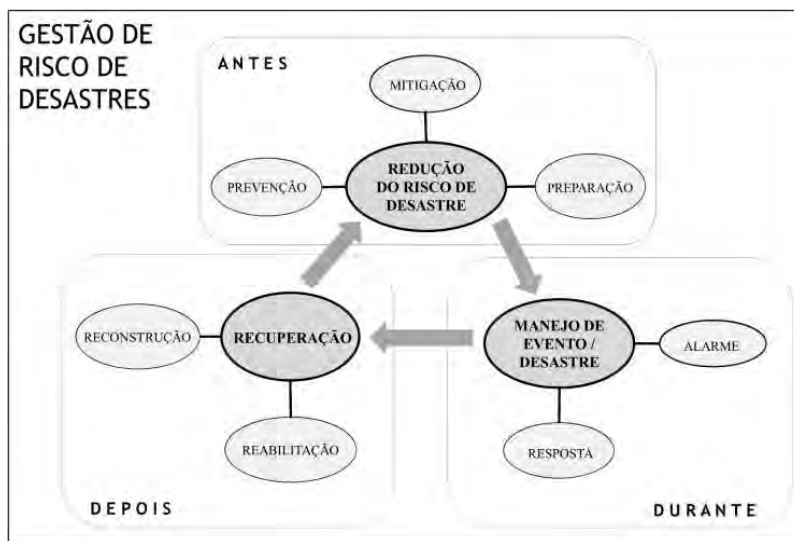 GESTÃO DE
RISCO DE
DESASTRES
ANTES
MITIGAÇÃO
PREVENÇÃO
REDUÇÃO
DO RISCO DE
DESASTRE
PREPARAÇÃO
RECONSTRUÇÃO
RECUPERAÇÃO
REABILITAÇÃO
DEPOIS
MANEJO DE
EVENTO /
DESASTRE
ALARME
RESPOSTA
DURANTE